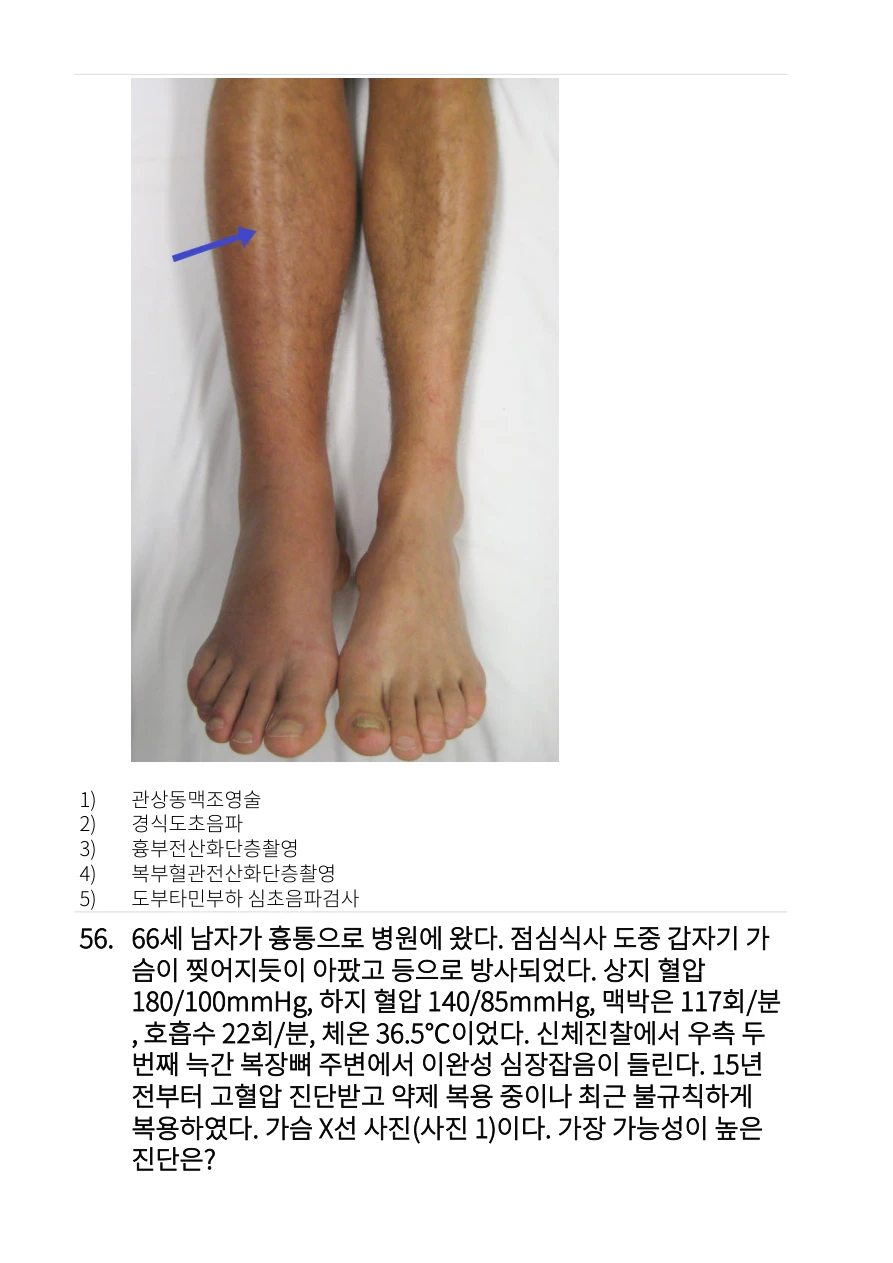 1) 관상동맥조영술
2) 경식도초음파
3) 흉부전산화단층촬영
4) 복부혈관전산화단층촬영
5) 도부타민부하 심초음파검사
56. 66세 남자가 흉통으로 병원에 왔다. 점심식사 도중 갑자기 가
슴이 찢어지듯이 아팠고 등으로 방사되었다. 상지 혈압
180/100mmHg, 하지 혈압 140/85mmHg, 맥박은 117회/분
, 호흡수 22회/분, 체온 36.5℃이었다. 신체진찰에서 우측 두
번째 늑간 복장뼈 주변에서 이완성 심장잡음이 들린다. 15년
전부터 고혈압 진단받고 약제 복용 중이나 최근 불규칙하게
복용하였다. 가슴 X선 사진(사진 1)이다. 가장 가능성이 높은
진단은?